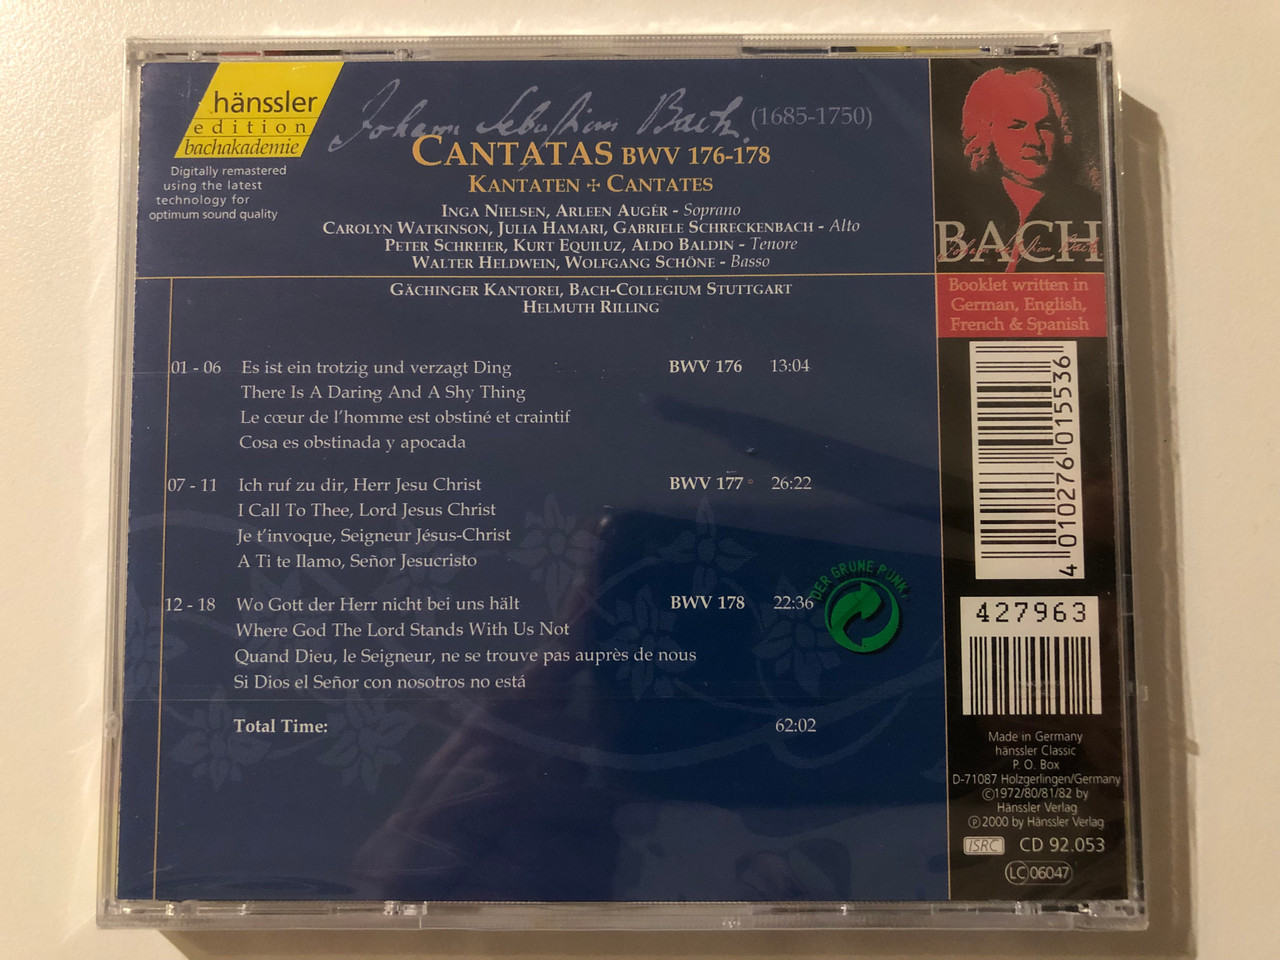 hänssler
edition
bachakademie
Digitally remastered
using the latest
technology for
optimum sound quality
Johann Sebastian Bach (1685-1750)
CANTATAS BWV 176-178
KANTATEN ✢ CANTATES
INGA NIELSEN, ARLEEN AUGÉR - Soprano
CAROLYN WATKINSON, JULIA HAMARI, GABRIELE SCHRECKENBACH - Alto
PETER SCHREIER, KURT EQUILUZ, ALDO BALDIN - Tenore
WALTER HELDWEIN, WOLFGANG SCHÖNE - Basso
GÄCHINGER KANTOREI, BACH-COLLEGIUM STUTTGART
HELMUTH RILLING
01 - 06 Es ist ein trotzig und verzagt Ding BWV 176 13:04
There Is A Daring And A Shy Thing
Le cœur de l'homme est obstiné et craintif
Cosa es obstinada y apocada
07 - 11 Ich ruf zu dir, Herr Jesu Christ BWV 177 26:22
I Call To Thee, Lord Jesus Christ
Je t'invoque, Seigneur Jésus-Christ
A Ti te llamo, Señor Jesucristo
12 - 18 Wo Gott der Herr nicht bei uns hält BWV 178 22:36
Where God The Lord Stands With Us Not
Quand Dieu, le Seigneur, ne se trouve pas auprès de nous
Si Dios el Señor con nosotros no está
Total Time: 62:02
DER GRÜNE PUNKT
BACH
Johann Sebastian Bach
Booklet written in
German, English,
French & Spanish
4 010276 015536
427963
Made in Germany
hänssler Classic
P. O. Box
D-71087 Holzgerlingen/Germany
©1972/80/81/82 by
Hänssler Verlag
℗2000 by Hänssler Verlag
ISRC CD 92.053
LC 06047